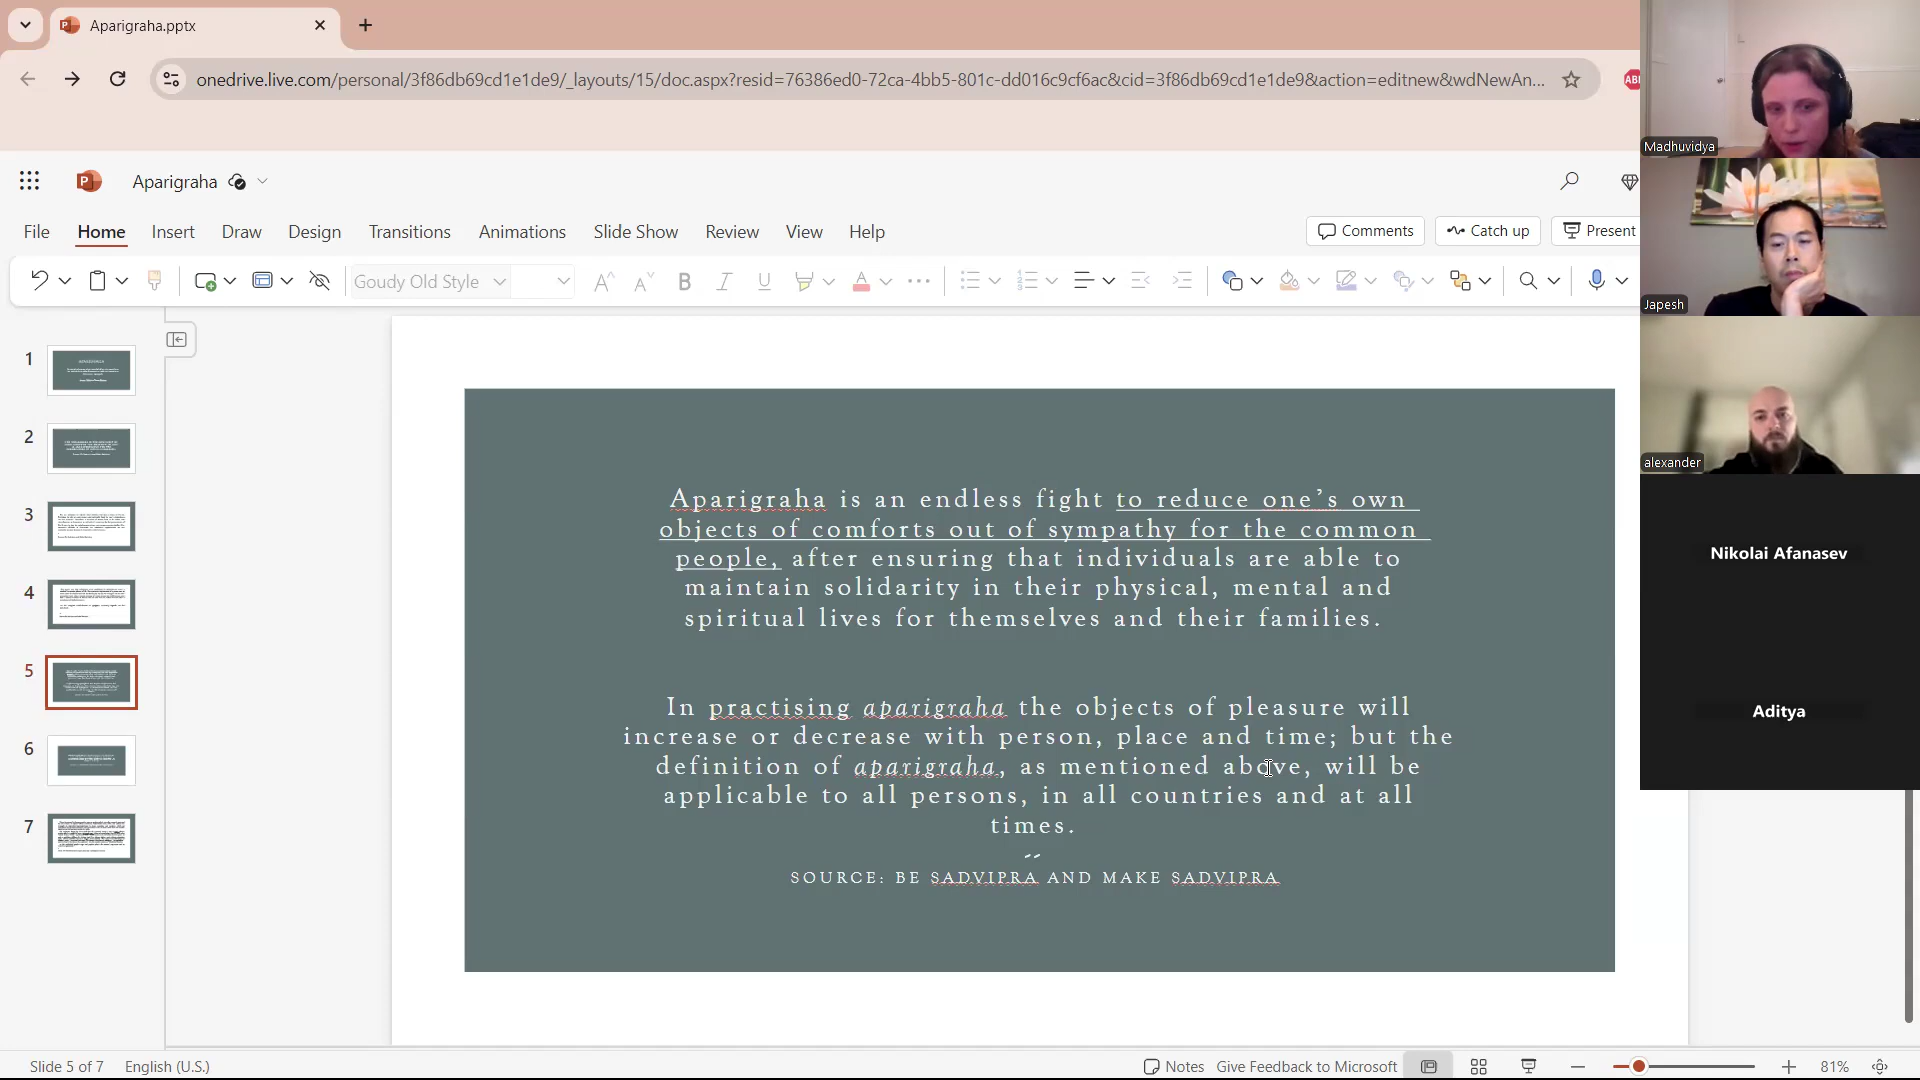 Aparigraha.pptx
onedrive.live.com/personal/3f86db69cd1e1de9/_layouts/15/doc.aspx?resid=76386ed0-72ca-4bb5-801c-dd016c9cf6ac&cid=3f86db69cd1e1de9&action=editnew&wdNewAn...
Madhuvidya
Aparigraha
File Home Insert Draw Design Transitions Animations Slide Show Review View Help
Comments Catch up Present
Goudy Old Style
Japesh
alexander
Nikolai Afanasev
Aditya
1
2
3
4
5
6
7
Aparigraha is an endless fight to reduce one’s own
objects of comforts out of sympathy for the common
people, after ensuring that individuals are able to
maintain solidarity in their physical, mental and
spiritual lives for themselves and their families.
In practising aparigraha the objects of pleasure will
increase or decrease with person, place and time; but the
definition of aparigraha, as mentioned above, will be
applicable to all persons, in all countries and at all
times.
--
SOURCE: BE SADVIPRA AND MAKE SADVIPRA
Slide 5 of 7 English (U.S.) Notes Give Feedback to Microsoft 81%